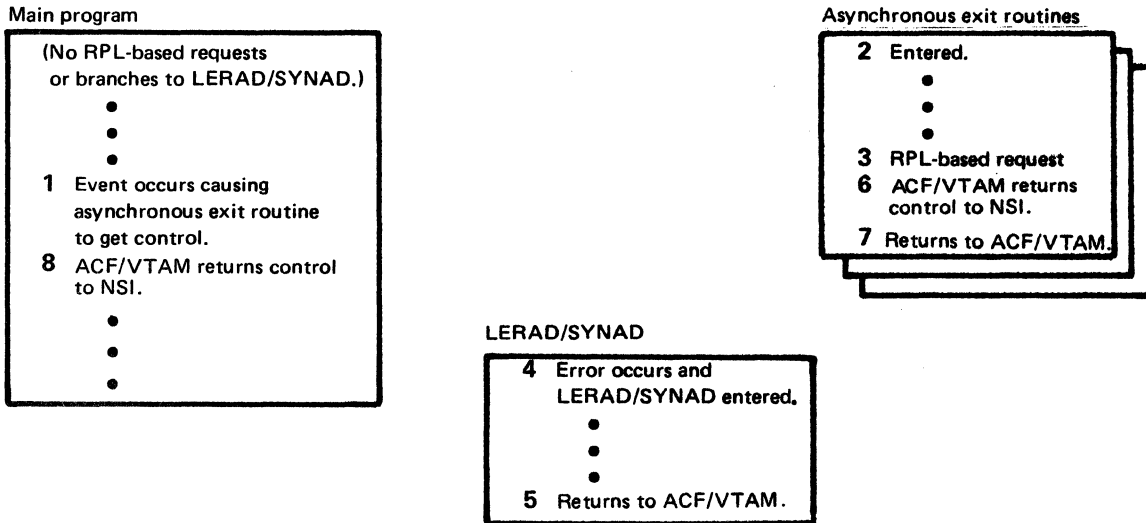 Main program
(No RPL-based requests
or branches to LERAD/SYNAD.)
1 Event occurs causing
asynchronous exit routine
to get control.
8 ACF/VTAM returns control
to NSI.
Asynchronous exit routines
2 Entered.
3 RPL-based request
6 ACF/VTAM returns
control to NSI.
7 Returns to ACF/VTAM.
LERAD/SYNAD
4 Error occurs and
LERAD/SYNAD entered.
5 Returns to ACF/VTAM.